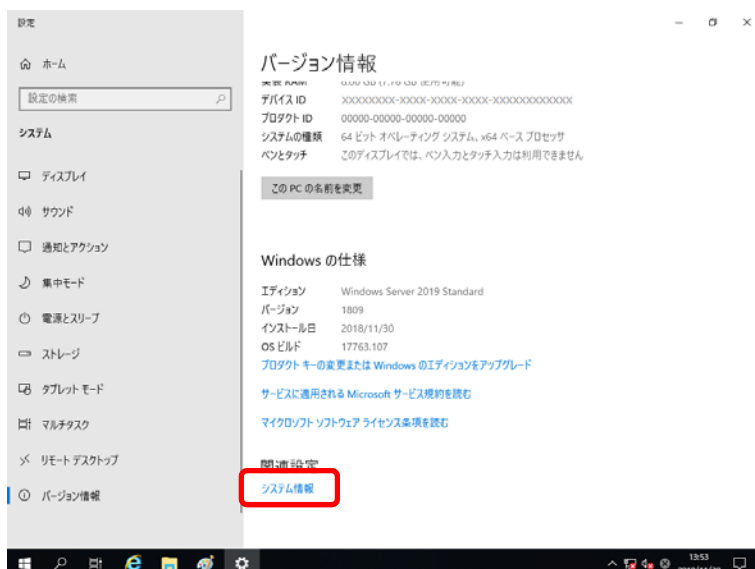 設定
ホーム
設定の検索
システム
ディスプレイ
サウンド
通知とアクション
集中モード
電源とスリープ
ストレージ
タブレット モード
マルチタスク
リモート デスクトップ
バージョン情報
バージョン情報
実装 RAM
デバイス ID XXXXXXXX-XXXX-XXXX-XXXX-XXXXXXXXXXXX
プロダクト ID 00000-00000-00000-00000
システムの種類 64 ビット オペレーティング システム、x64 ベース プロセッサ
ペンとタッチ このディスプレイでは、ペン入力とタッチ入力は利用できません
この PC の名前を変更
Windows の仕様
エディション Windows Server 2019 Standard
バージョン 1809
インストール日 2018/11/30
OS ビルド 17763.107
プロダクト キーの変更または Windows のエディションをアップグレード
サービスに適用される Microsoft サービス規約を読む
マイクロソフト ソフトウェア ライセンス条項を読む
関連設定
システム情報
13:53